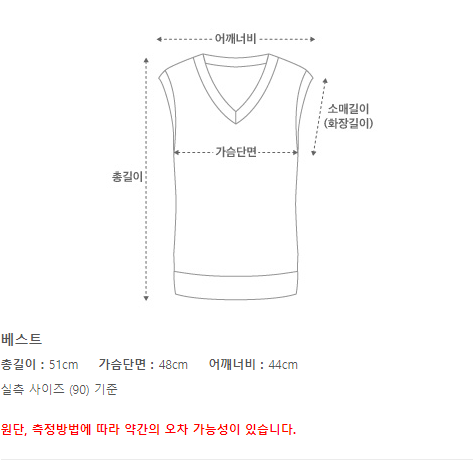 어깨너비
소매길이
(화장길이)
가슴단면
총길이
베스트
총길이 : 51cm 가슴단면 : 48cm 어깨너비 : 44cm
실측 사이즈 (90) 기준
원단, 측정방법에 따라 약간의 오차 가능성이 있습니다.